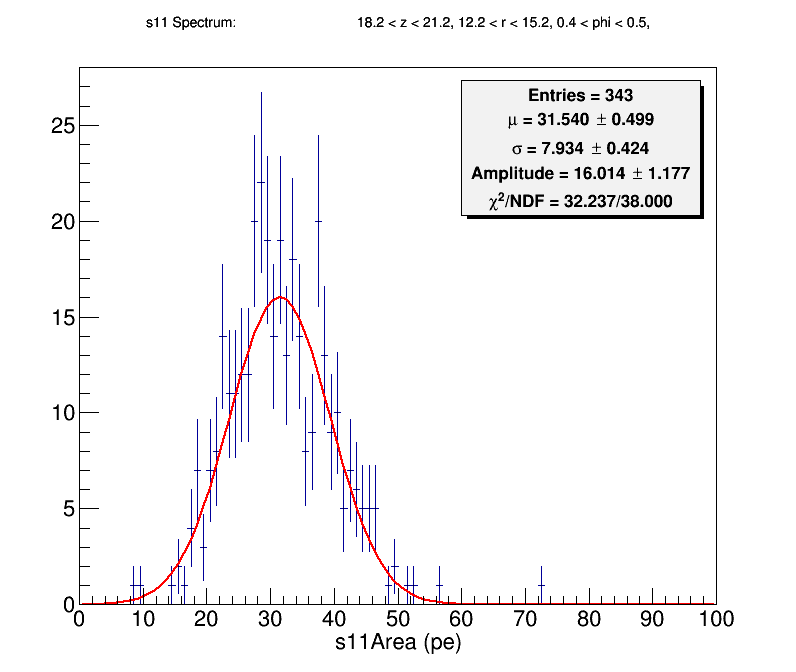 s11 Spectrum: 18.2 < z < 21.2, 12.2 < r < 15.2, 0.4 < phi < 0.5,
Entries = 343
μ = 31.540 ± 0.499
σ = 7.934 ± 0.424
Amplitude = 16.014 ± 1.177
χ²/NDF = 32.237/38.000
25
20
15
10
5
0
0 10 20 30 40 50 60 70 80 90 100
s11Area (pe)